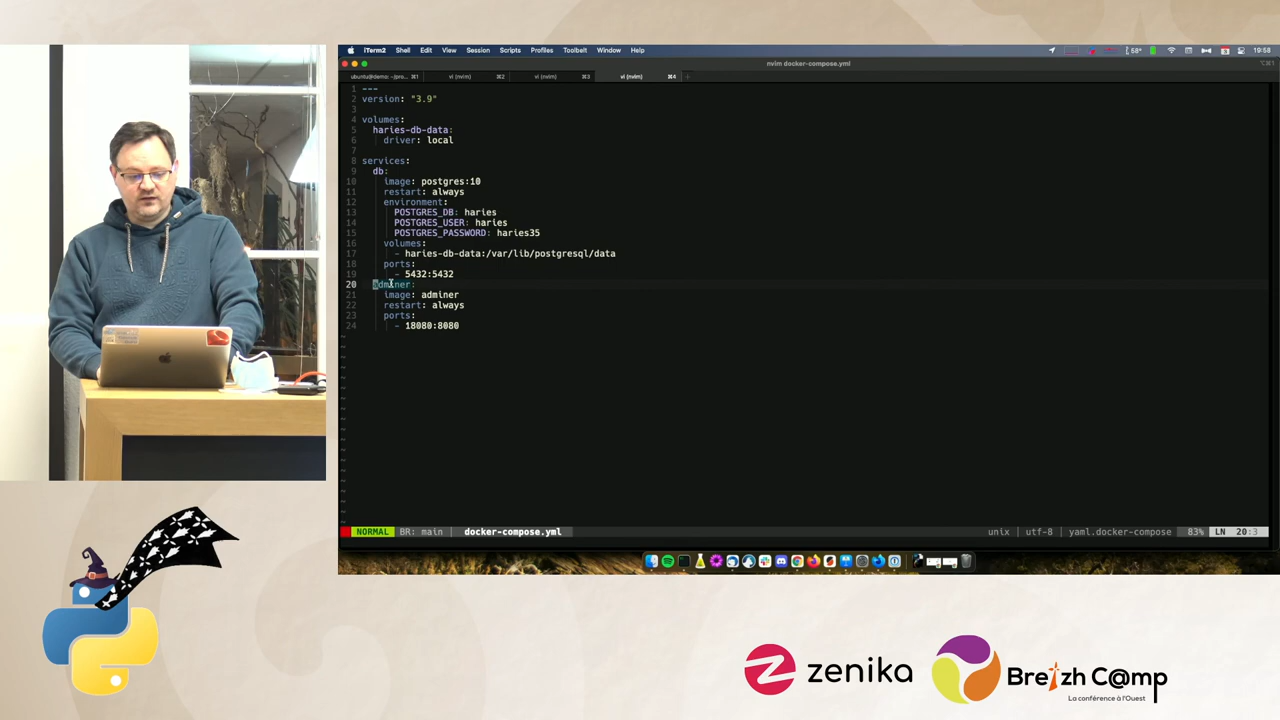 iTerm2 Shell Edit View Session Scripts Profiles Toolbelt Window Help 58° 19:58
nvim docker-compose.yml
ubuntu@demo: ~/pro... ⌘1 vi (nvim) ⌘2 vi (nvim) ⌘3 vi (nvim) ⌘4
1 ---
2 version: "3.9"
3
4 volumes:
5 haries-db-data:
6 driver: local
7
8 services:
9 db:
10 image: postgres:10
11 restart: always
12 environment:
13 POSTGRES_DB: haries
14 POSTGRES_USER: haries
15 POSTGRES_PASSWORD: haries35
16 volumes:
17 - haries-db-data:/var/lib/postgresql/data
18 ports:
19 - 5432:5432
20 adminer:
21 image: adminer
22 restart: always
23 ports:
24 - 18080:8080
NORMAL BR: main docker-compose.yml unix utf-8 yaml.docker-compose 83% LN 20:3
zenika
Breizh C@mp
La conférence à l'Ouest